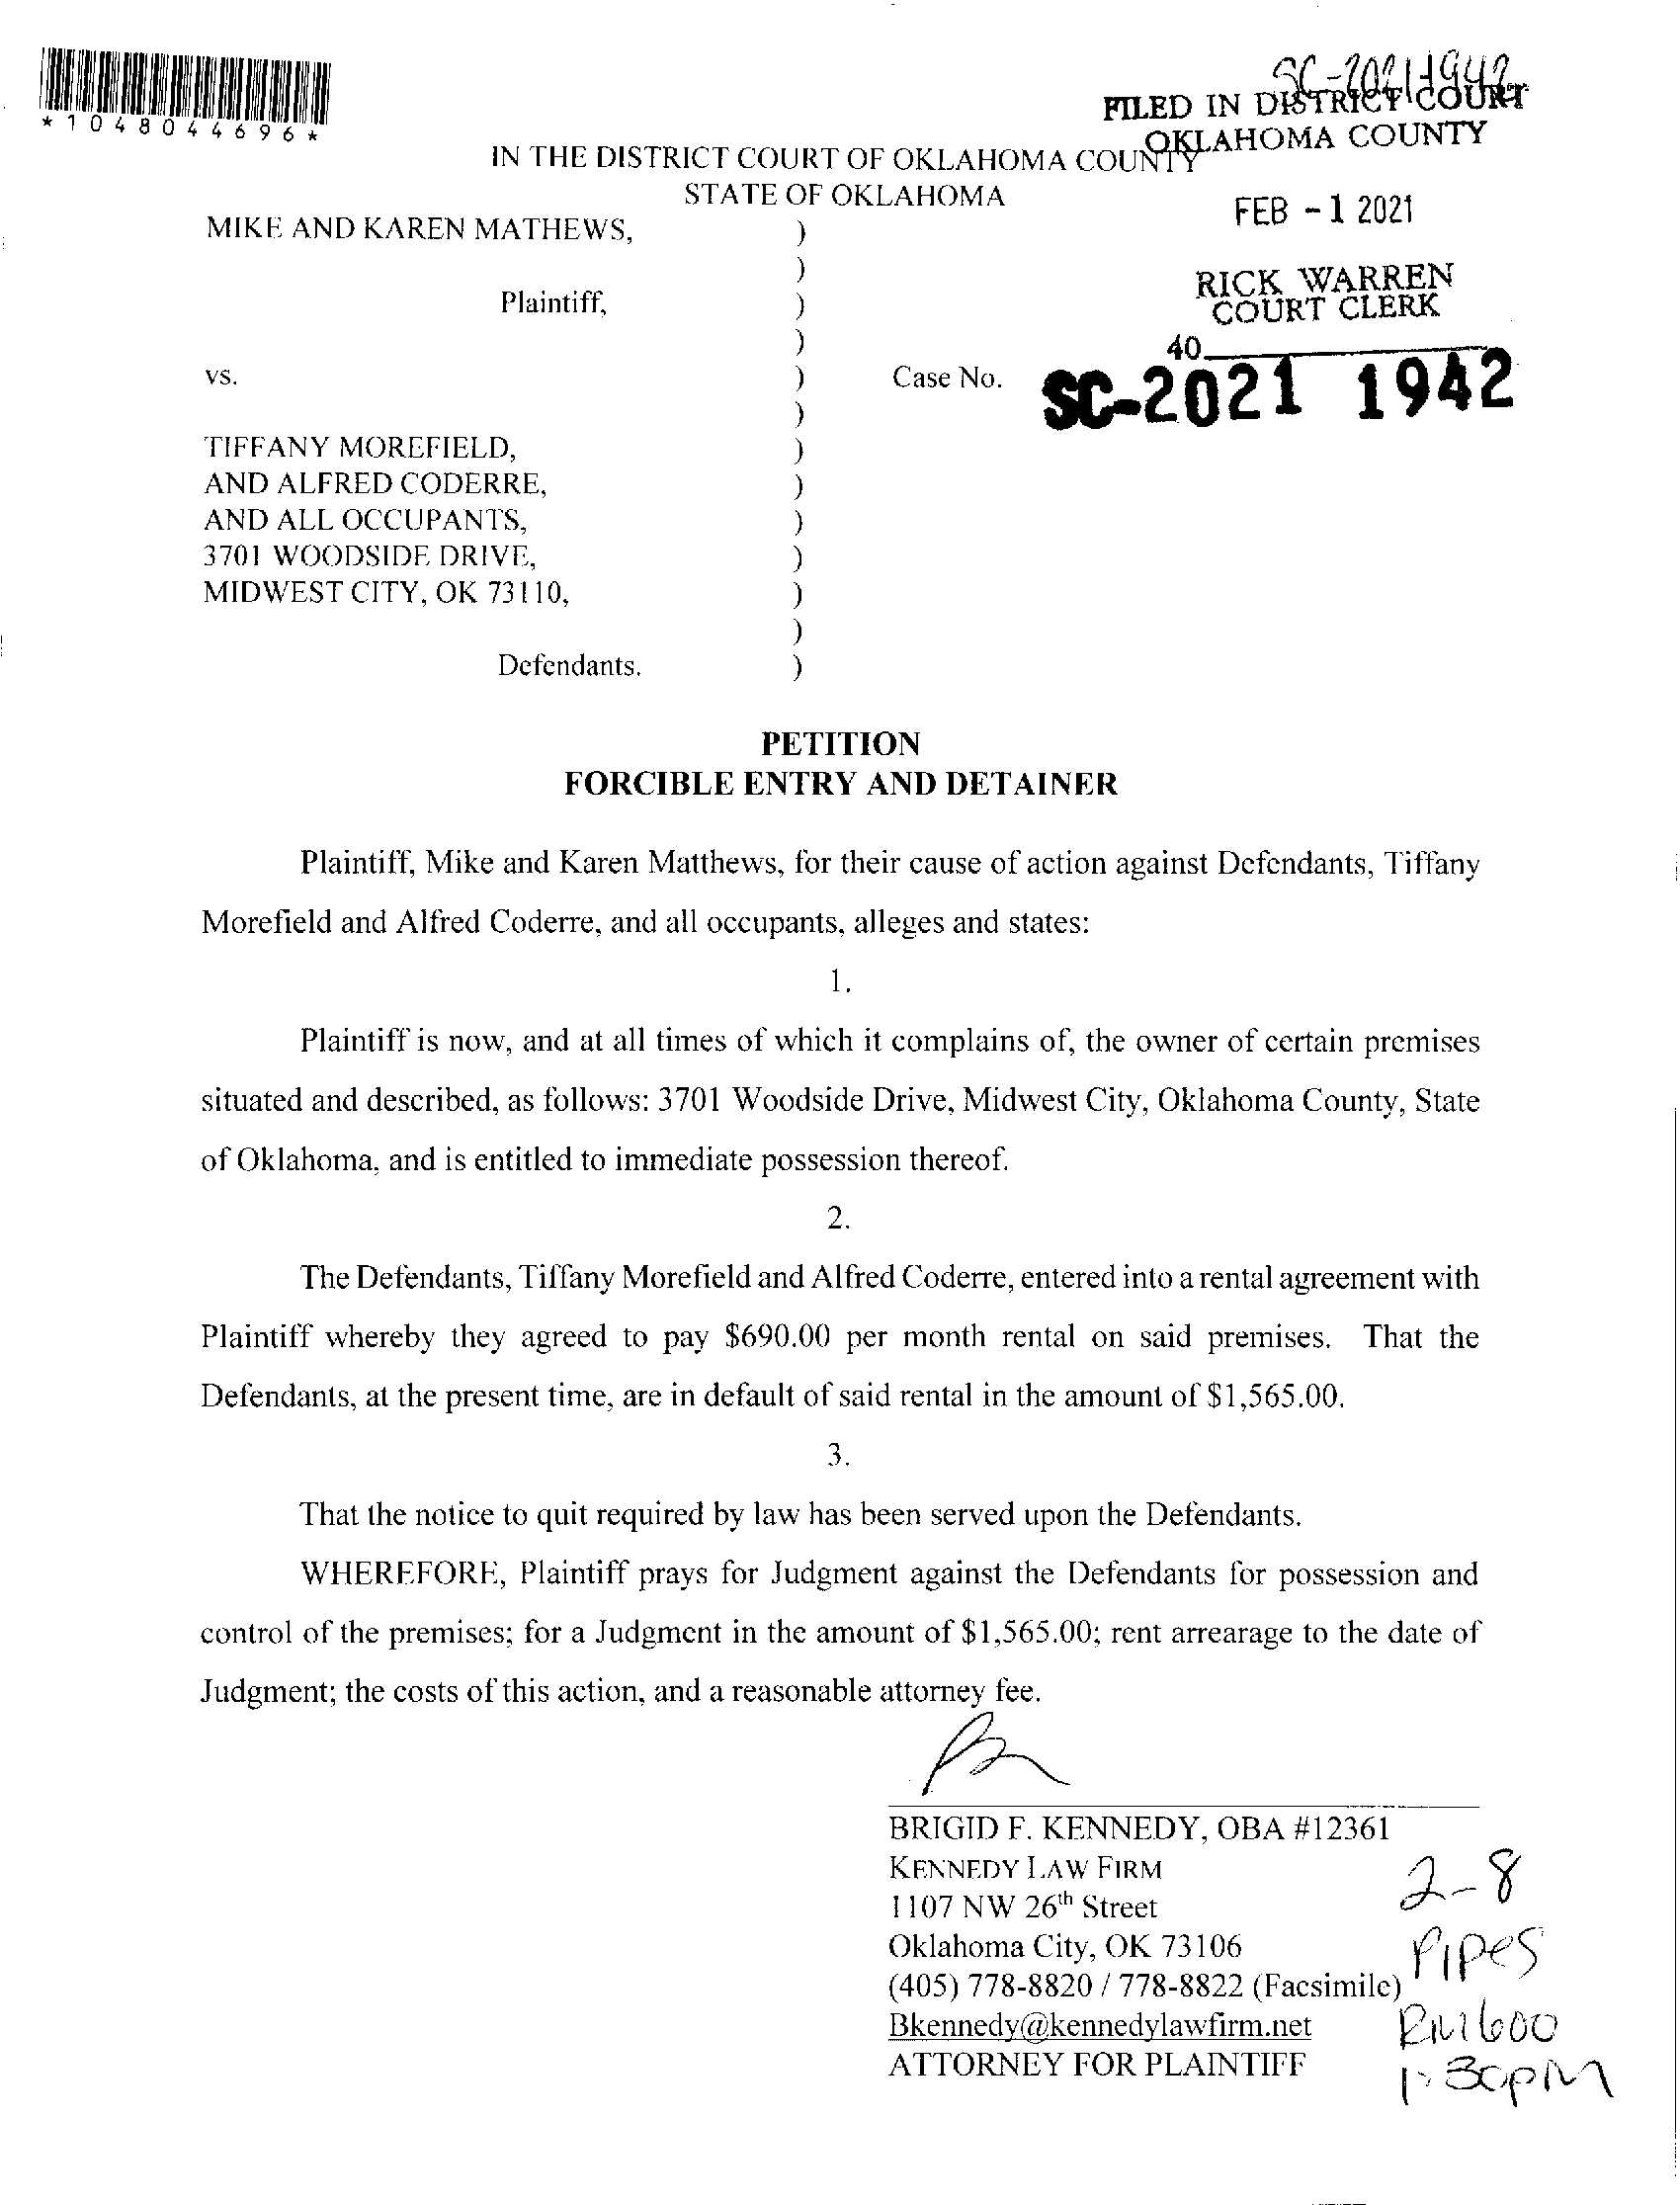 SC-2021-1942
*1048044696*
FILED IN DISTRICT COURT
OKLAHOMA COUNTY
IN THE DISTRICT COURT OF OKLAHOMA COUNTY
STATE OF OKLAHOMA
FEB - 1 2021
MIKE AND KAREN MATHEWS, )
)
RICK WARREN
COURT CLERK
Plaintiff, )
)
40
vs. ) Case No. SC-2021 1942
)
TIFFANY MOREFIELD, )
AND ALFRED CODERRE, )
AND ALL OCCUPANTS, )
3701 WOODSIDE DRIVE, )
MIDWEST CITY, OK 73110, )
)
Defendants. )
PETITION
FORCIBLE ENTRY AND DETAINER
Plaintiff, Mike and Karen Matthews, for their cause of action against Defendants, Tiffany
Morefield and Alfred Coderre, and all occupants, alleges and states:
1.
Plaintiff is now, and at all times of which it complains of, the owner of certain premises
situated and described, as follows: 3701 Woodside Drive, Midwest City, Oklahoma County, State
of Oklahoma, and is entitled to immediate possession thereof.
2.
The Defendants, Tiffany Morefield and Alfred Coderre, entered into a rental agreement with
Plaintiff whereby they agreed to pay $690.00 per month rental on said premises. That the
Defendants, at the present time, are in default of said rental in the amount of $1,565.00.
3.
That the notice to quit required by law has been served upon the Defendants.
WHEREFORE, Plaintiff prays for Judgment against the Defendants for possession and
control of the premises; for a Judgment in the amount of $1,565.00; rent arrearage to the date of
Judgment; the costs of this action, and a reasonable attorney fee.
BRIGID F. KENNEDY, OBA #12361
KENNEDY LAW FIRM
1107 NW 26th Street
Oklahoma City, OK 73106
(405) 778-8820 / 778-8822 (Facsimile)
Bkennedy@kennedylawfirm.net
ATTORNEY FOR PLAINTIFF
2-8
Pipes
Rm 600
1:30pm